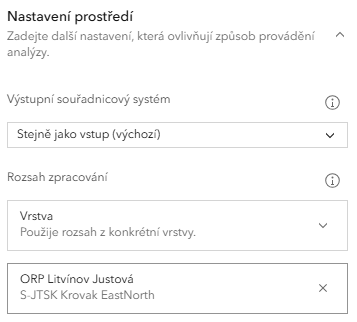 Nastavení prostředí
Zadejte další nastavení, která ovlivňují způsob provádění
analýzy.
Výstupní souřadnicový systém
Stejně jako vstup (výchozí)
Rozsah zpracování
Vrstva
Použije rozsah z konkrétní vrstvy.
ORP Litvínov Justová
S-JTSK Krovak EastNorth